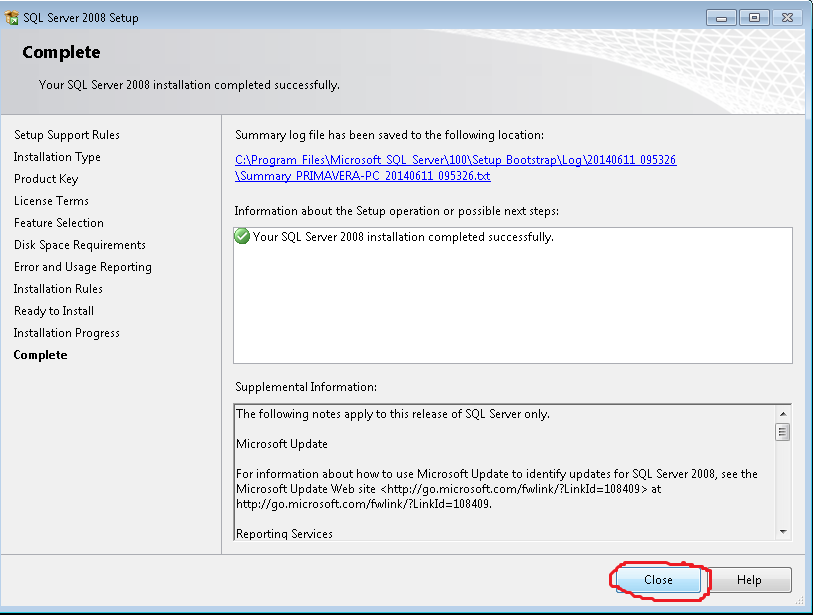 SQL Server 2008 Setup
Complete
Your SQL Server 2008 installation completed successfully.
Setup Support Rules
Installation Type
Product Key
License Terms
Feature Selection
Disk Space Requirements
Error and Usage Reporting
Installation Rules
Ready to Install
Installation Progress
Complete
Summary log file has been saved to the following location:
C:\Program Files\Microsoft SQL Server\100\Setup Bootstrap\Log\20140611_095326
\Summary_PRIMAVERA-PC_20140611_095326.txt
Information about the Setup operation or possible next steps:
Your SQL Server 2008 installation completed successfully.
Supplemental Information:
The following notes apply to this release of SQL Server only.
Microsoft Update
For information about how to use Microsoft Update to identify updates for SQL Server 2008, see the
Microsoft Update Web site <http://go.microsoft.com/fwlink/?LinkId=108409> at
http://go.microsoft.com/fwlink/?LinkId=108409.
Reporting Services
Close
Help